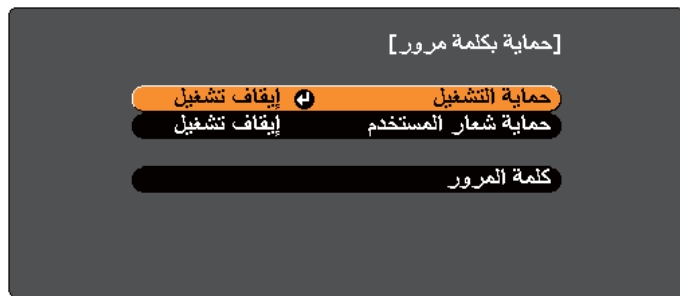 [حماية بكلمة مرور]
حماية التشغيل إيقاف تشغيل
حماية شعار المستخدم إيقاف تشغيل
كلمة المرور